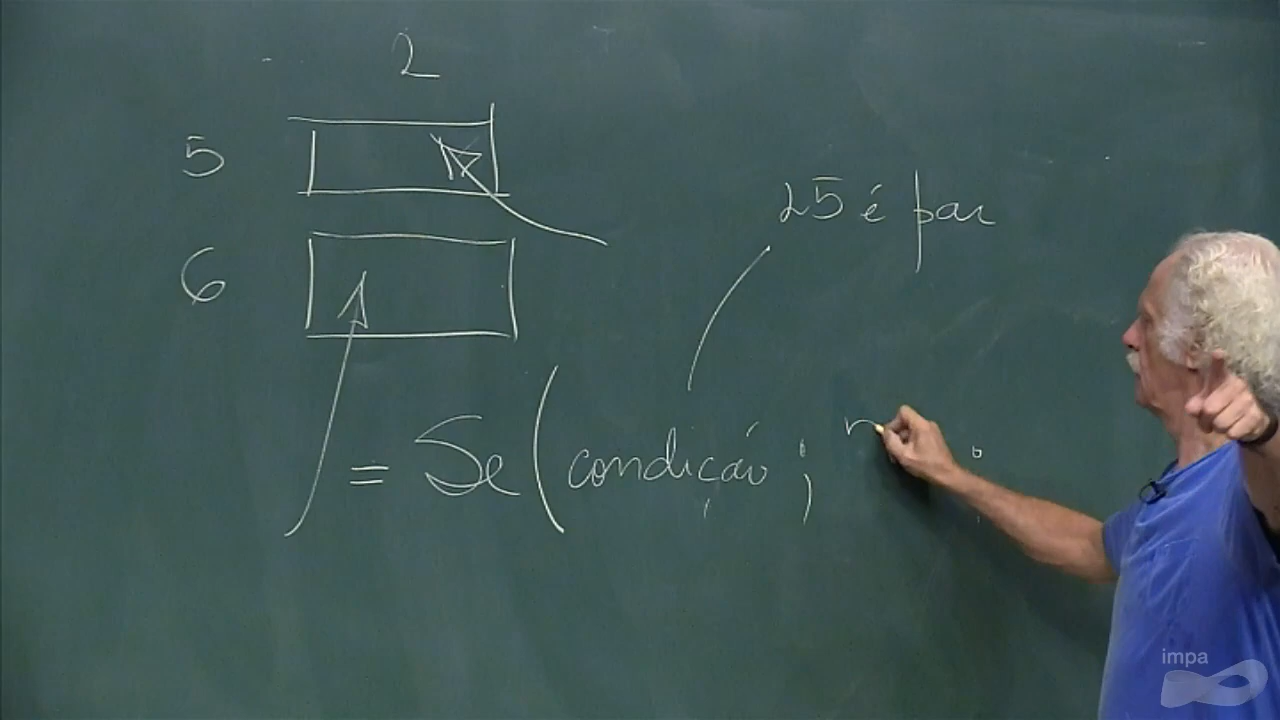 2
5
25 é par
6
= Se ( condição ; ;
impa